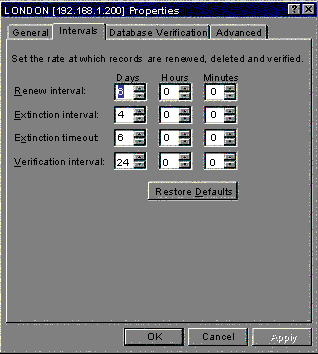 LONDON [192.168.1.200] Properties
General Intervals Database Verification Advanced
Set the rate at which records are renewed, deleted and verified.
Days Hours Minutes
Renew interval: 6 0 0
Extinction interval: 4 0 0
Extinction timeout: 6 0 0
Verification interval: 24 0 0
Restore Defaults
OK Cancel Apply